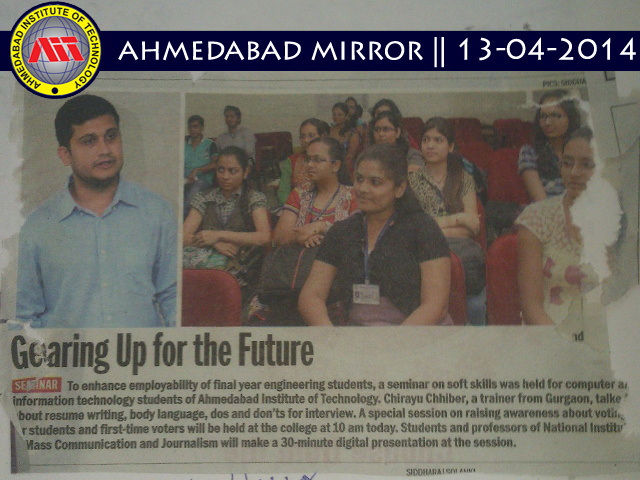 AHMEDABAD INSTITUTE OF TECHNOLOGY
AIT
AHMEDABAD MIRROR || 13-04-2014
PICS: SIDDHA
Gearing Up for the Future
nd
SEMINAR To enhance employability of final year engineering students, a seminar on soft skills was held for computer a
information technology students of Ahmedabad Institute of Technology. Chirayu Chhiber, a trainer from Gurgaon, talke
bout resume writing, body language, dos and don'ts for interview. A special session on raising awareness about votin
r students and first-time voters will be held at the college at 10 am today. Students and professors of National Institu
Mass Communication and Journalism will make a 30-minute digital presentation at the session.
SIDDHARAJ SOLANKI